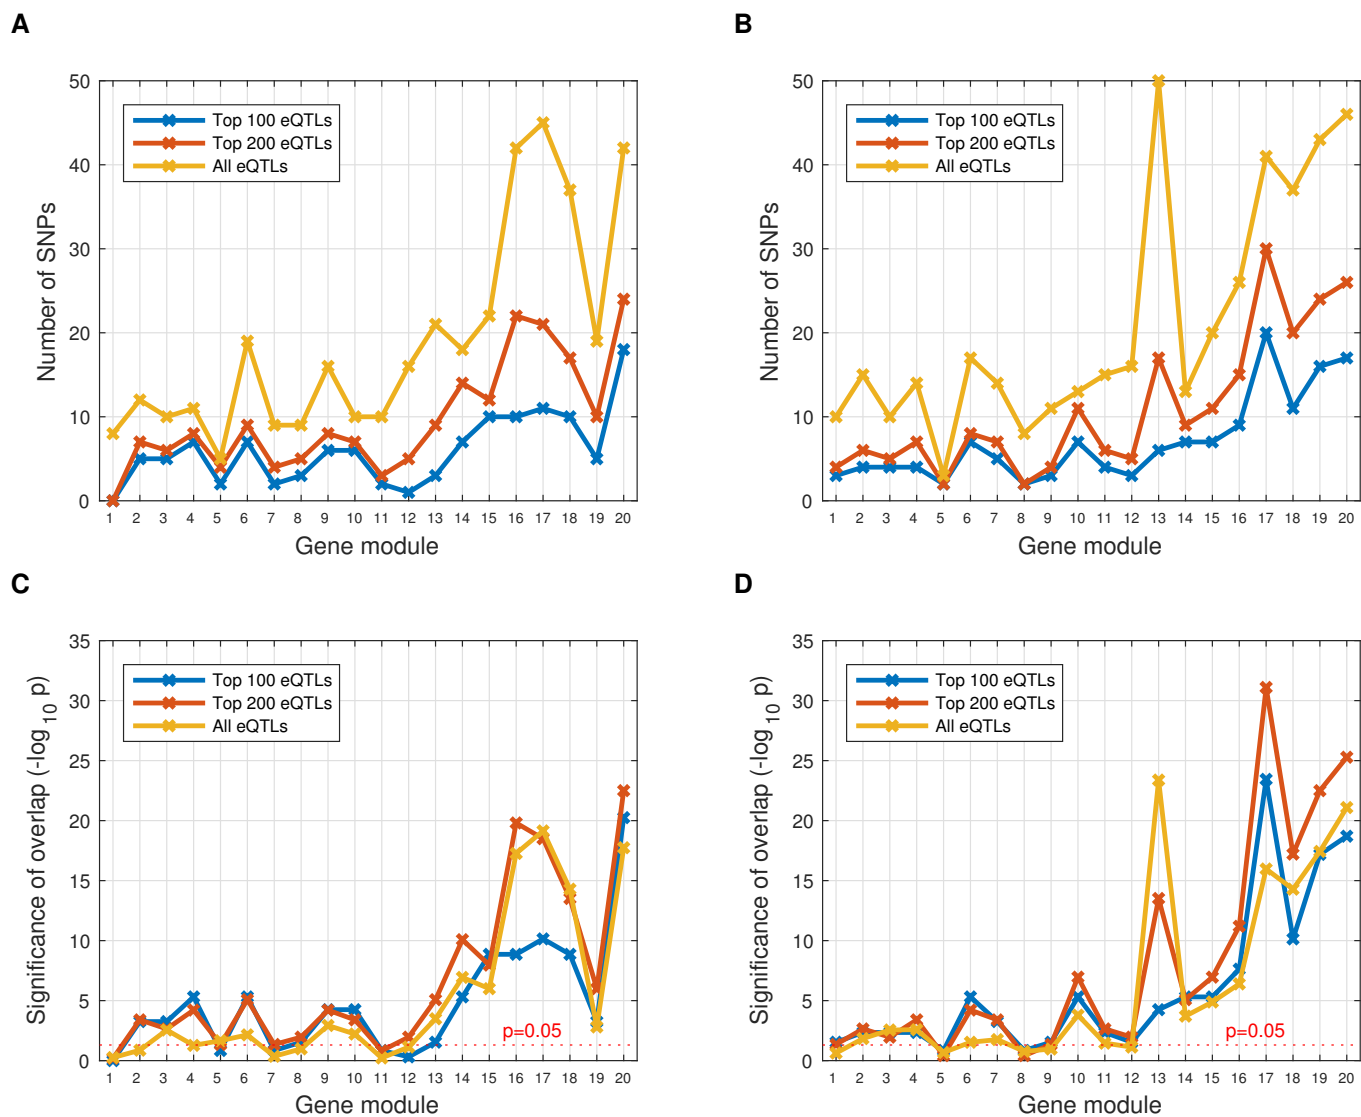 A
B
50
40
30
20
10
0
Number of SNPs
Top 100 eQTLs
Top 200 eQTLs
All eQTLs
1 2 3 4 5 6 7 8 9 10 11 12 13 14 15 16 17 18 19 20
Gene module
50
40
30
20
10
0
Number of SNPs
Top 100 eQTLs
Top 200 eQTLs
All eQTLs
1 2 3 4 5 6 7 8 9 10 11 12 13 14 15 16 17 18 19 20
Gene module
C
D
35
30
25
20
15
10
5
0
Significance of overlap (-log 10 p)
Top 100 eQTLs
Top 200 eQTLs
All eQTLs
p=0.05
1 2 3 4 5 6 7 8 9 10 11 12 13 14 15 16 17 18 19 20
Gene module
35
30
25
20
15
10
5
0
Significance of overlap (-log 10 p)
Top 100 eQTLs
Top 200 eQTLs
All eQTLs
p=0.05
1 2 3 4 5 6 7 8 9 10 11 12 13 14 15 16 17 18 19 20
Gene module